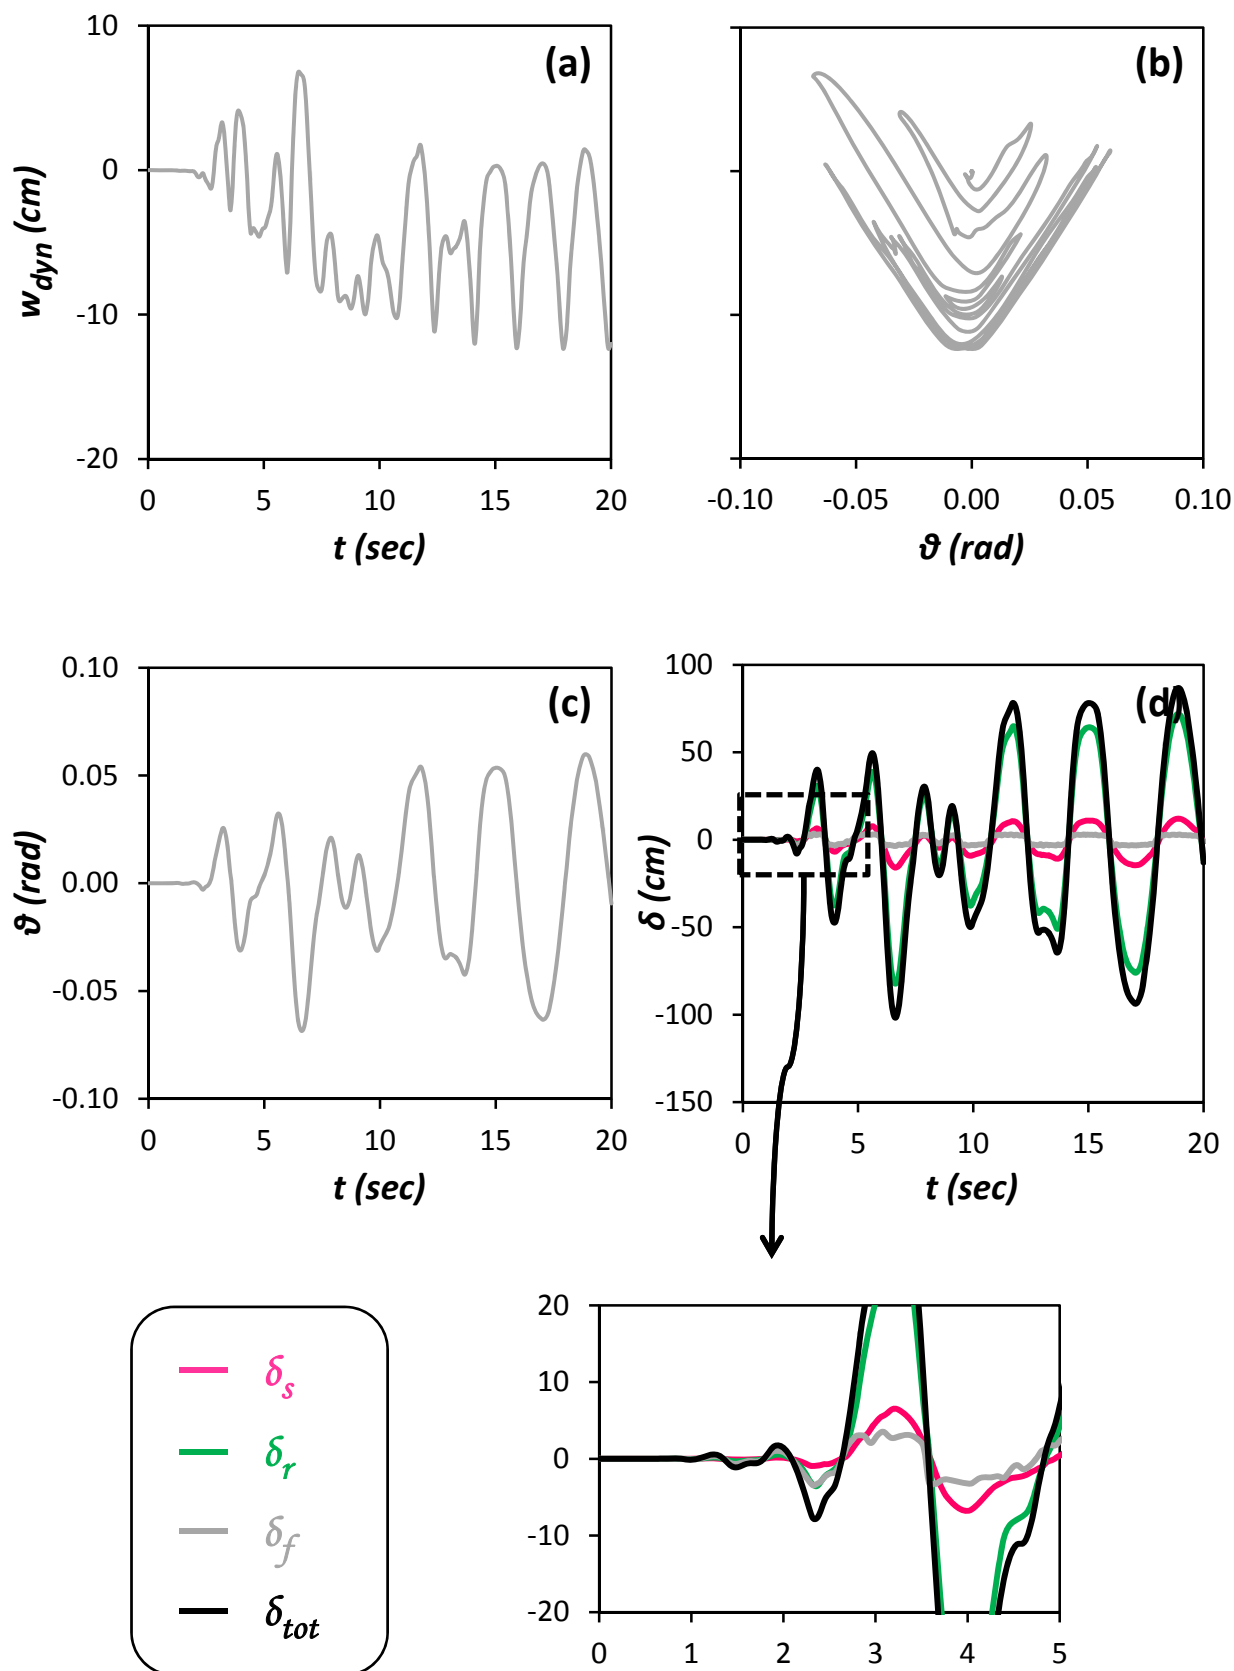 (a)
10
0
-10
-20
w_dyn (cm)
0 5 10 15 20
t (sec)
(b)
-0.10 -0.05 0.00 0.05 0.10
ϑ (rad)
(c)
0.10
0.05
0.00
-0.05
-0.10
ϑ (rad)
0 5 10 15 20
t (sec)
(d)
100
50
0
-50
-100
-150
δ (cm)
0 5 10 15 20
t (sec)
δ_s
δ_r
δ_f
δ_tot
20
10
0
-10
-20
0 1 2 3 4 5